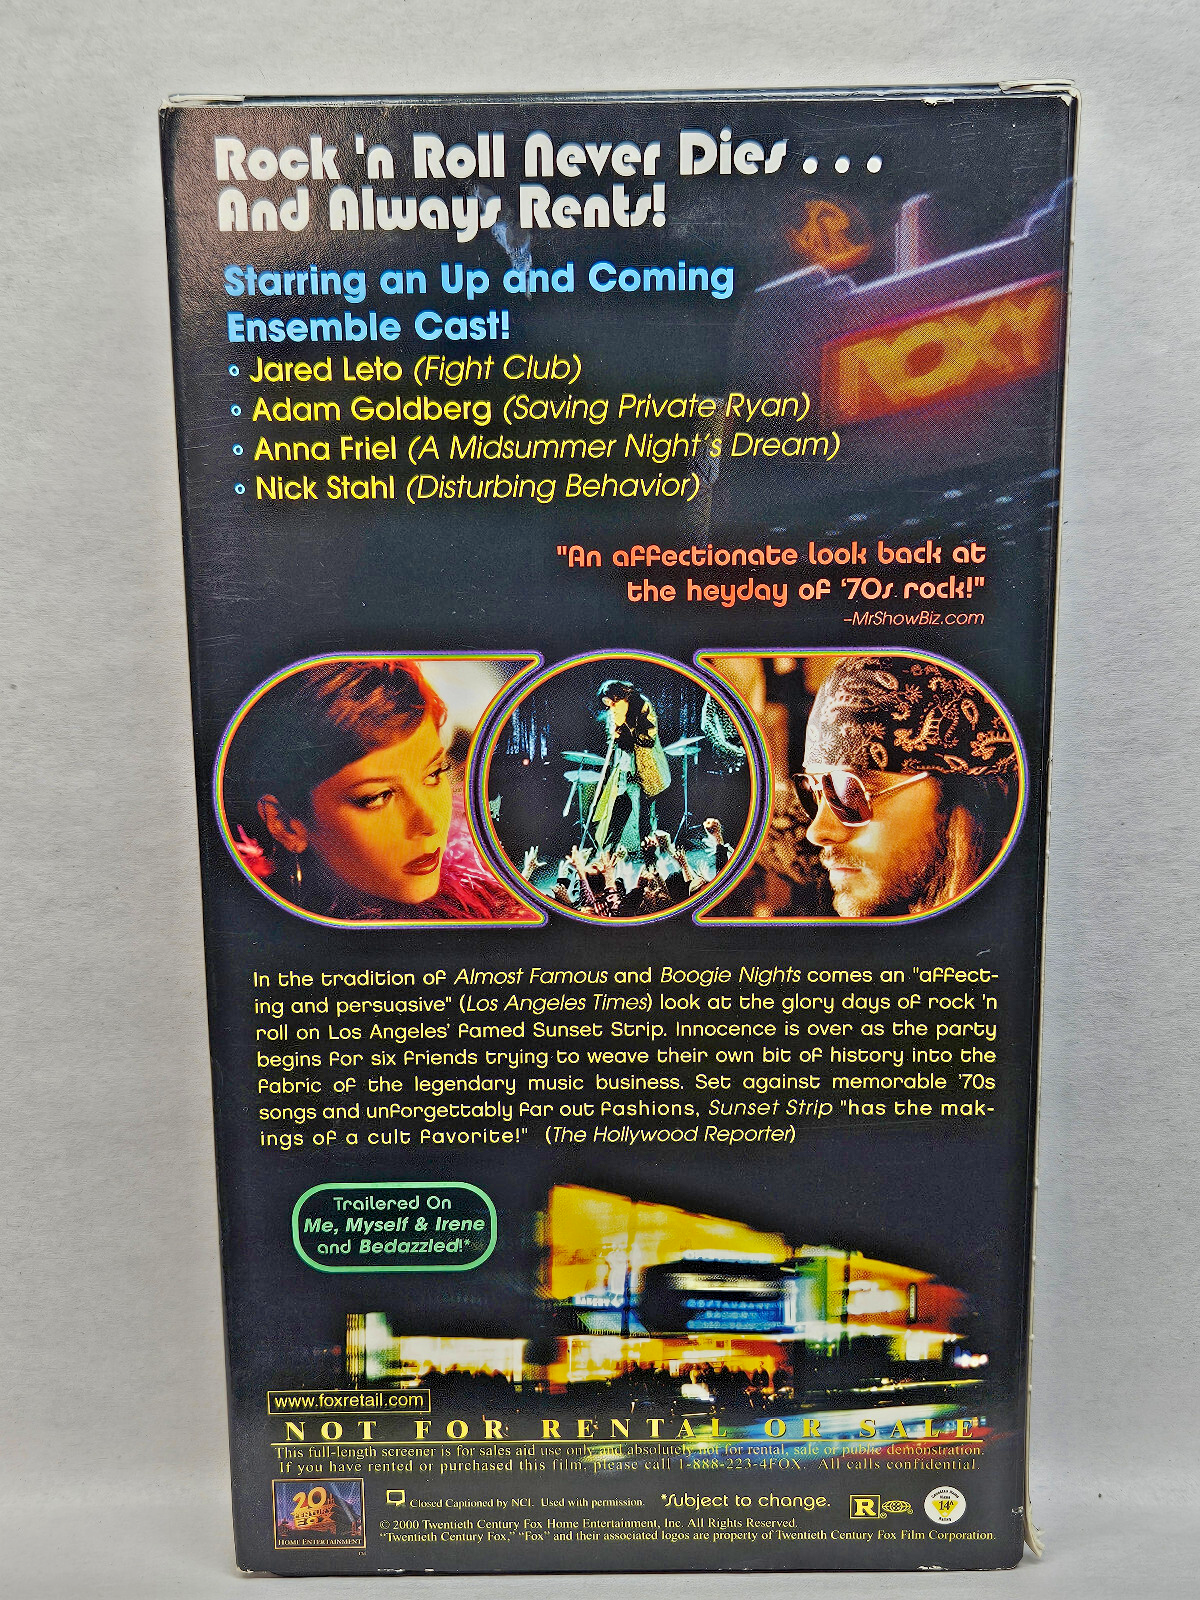 Rock 'n Roll Never Dies . . .
And Always Rents!
Starring an Up and Coming
Ensemble Cast!
Jared Leto (Fight Club)
Adam Goldberg (Saving Private Ryan)
Anna Friel (A Midsummer Night's Dream)
Nick Stahl (Disturbing Behavior)
ROXY
"An affectionate look back at
the heyday of '70s rock!"
–MrShowBiz.com
In the tradition of Almost Famous and Boogie Nights comes an "affect-
ing and persuasive" (Los Angeles Times) look at the glory days of rock 'n
roll on Los Angeles' famed Sunset Strip. Innocence is over as the party
begins for six friends trying to weave their own bit of history into the
fabric of the legendary music business. Set against memorable '70s
songs and unforgettably far out fashions, Sunset Strip "has the mak-
ings of a cult favorite!" (The Hollywood Reporter)
Trailered On
Me, Myself & Irene
and Bedazzled!*
www.foxretail.com
NOT FOR RENTAL OR SALE
This full-length screener is for sales aid use only and absolutely not for rental, sale or public demonstration.
If you have rented or purchased this film, please call 1-888-223-4FOX. All calls confidential.
20th CENTURY FOX
HOME ENTERTAINMENT
TM
Closed Captioned by NCI. Used with permission. *Subject to change.
R
14A
© 2000 Twentieth Century Fox Home Entertainment, Inc. All Rights Reserved.
"Twentieth Century Fox," "Fox" and their associated logos are property of Twentieth Century Fox Film Corporation.